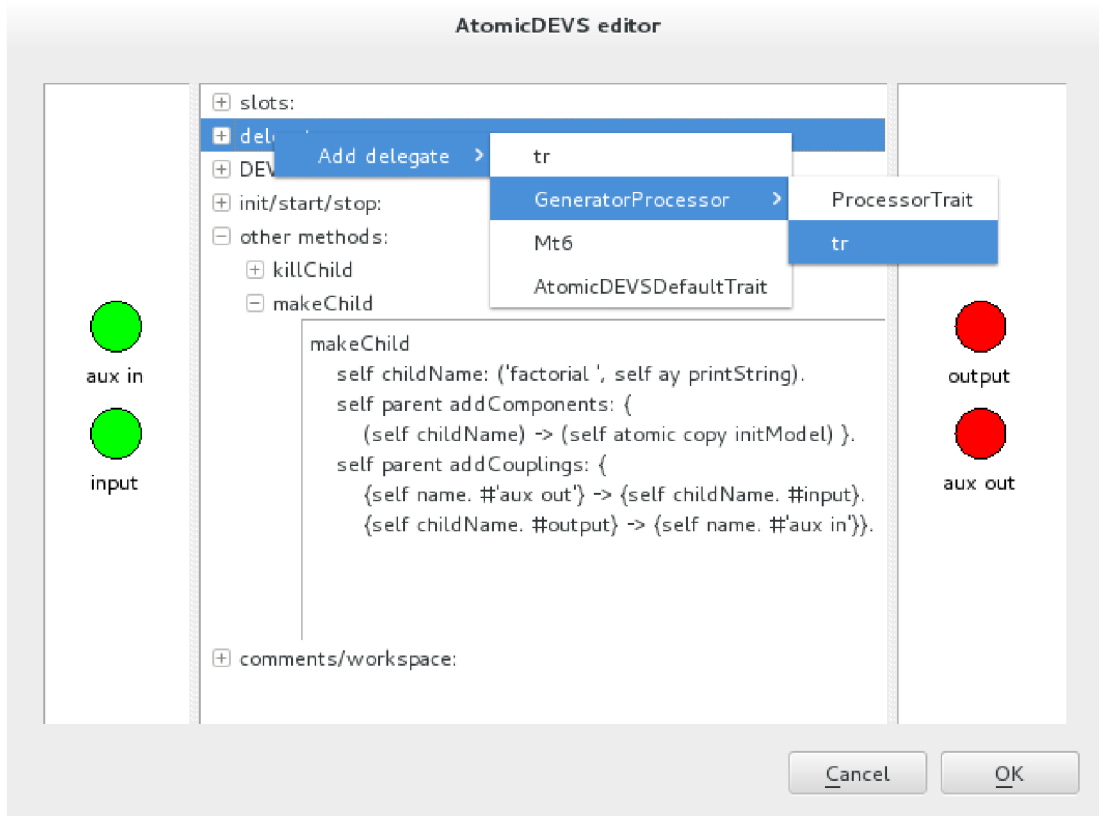 AtomicDEVS editor
slots:
Add delegate
tr
GeneratorProcessor
ProcessorTrait
tr
Mt6
AtomicDEVSDefaultTrait
init/start/stop:
other methods:
killChild
makeChild
makeChild
self childName: ('factorial ', self ay printString).
self parent addComponents: {
(self childName) -> (self atomic copy initModel) }.
self parent addCouplings: {
{self name. #'aux out'} -> {self childName. #input}.
{self childName. #output} -> {self name. #'aux in'}}.
comments/workspace:
aux in
input
output
aux out
Cancel
OK